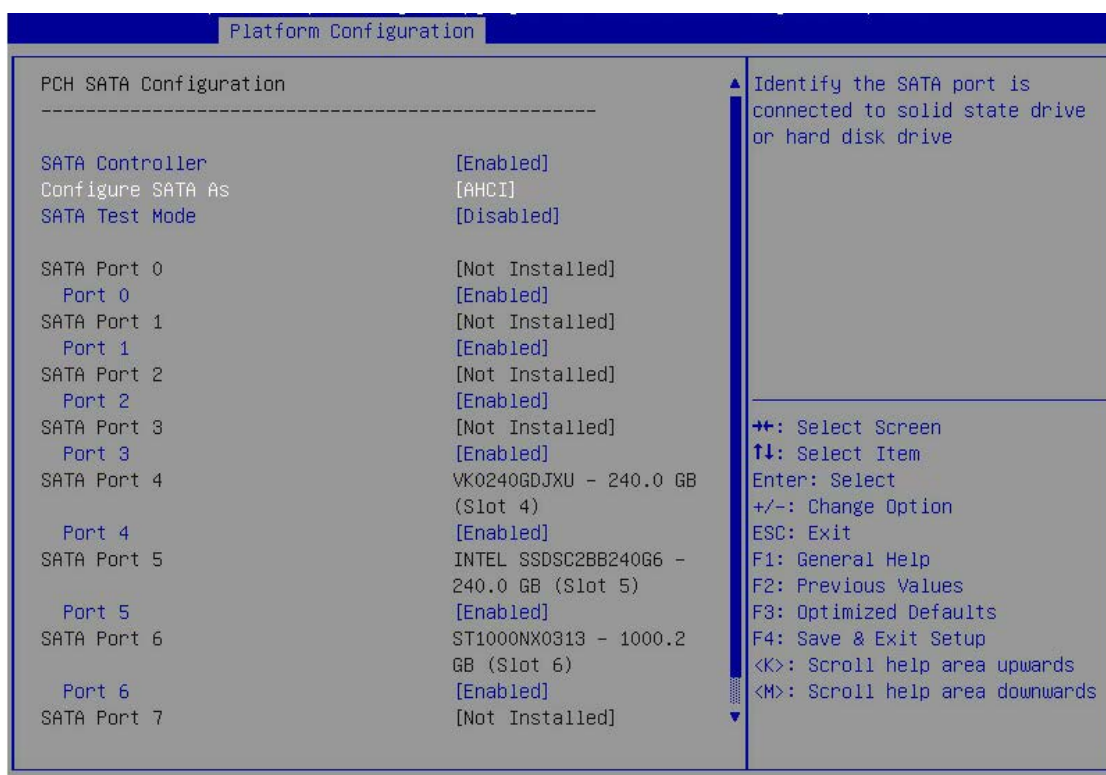 Platform Configuration
PCH SATA Configuration
SATA Controller [Enabled]
Configure SATA As [AHCI]
SATA Test Mode [Disabled]
SATA Port 0 [Not Installed]
Port 0 [Enabled]
SATA Port 1 [Not Installed]
Port 1 [Enabled]
SATA Port 2 [Not Installed]
Port 2 [Enabled]
SATA Port 3 [Not Installed]
Port 3 [Enabled]
SATA Port 4 VK0240GDJXU - 240.0 GB
(Slot 4)
Port 4 [Enabled]
SATA Port 5 INTEL SSDSC2BB240G6 -
240.0 GB (Slot 5)
Port 5 [Enabled]
SATA Port 6 ST1000NX0313 - 1000.2
GB (Slot 6)
Port 6 [Enabled]
SATA Port 7 [Not Installed]
Identify the SATA port is
connected to solid state drive
or hard disk drive
→←: Select Screen
↑↓: Select Item
Enter: Select
+/-: Change Option
ESC: Exit
F1: General Help
F2: Previous Values
F3: Optimized Defaults
F4: Save & Exit Setup
<K>: Scroll help area upwards
<M>: Scroll help area downwards